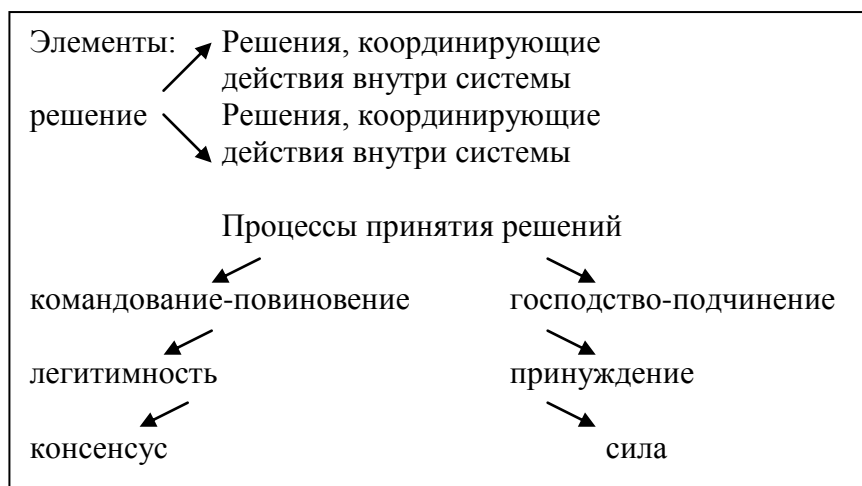 Элементы: Решения, координирующие
действия внутри системы
решение Решения, координирующие
действия внутри системы
Процессы принятия решений
командование-повиновение господство-подчинение
легитимность принуждение
консенсус сила